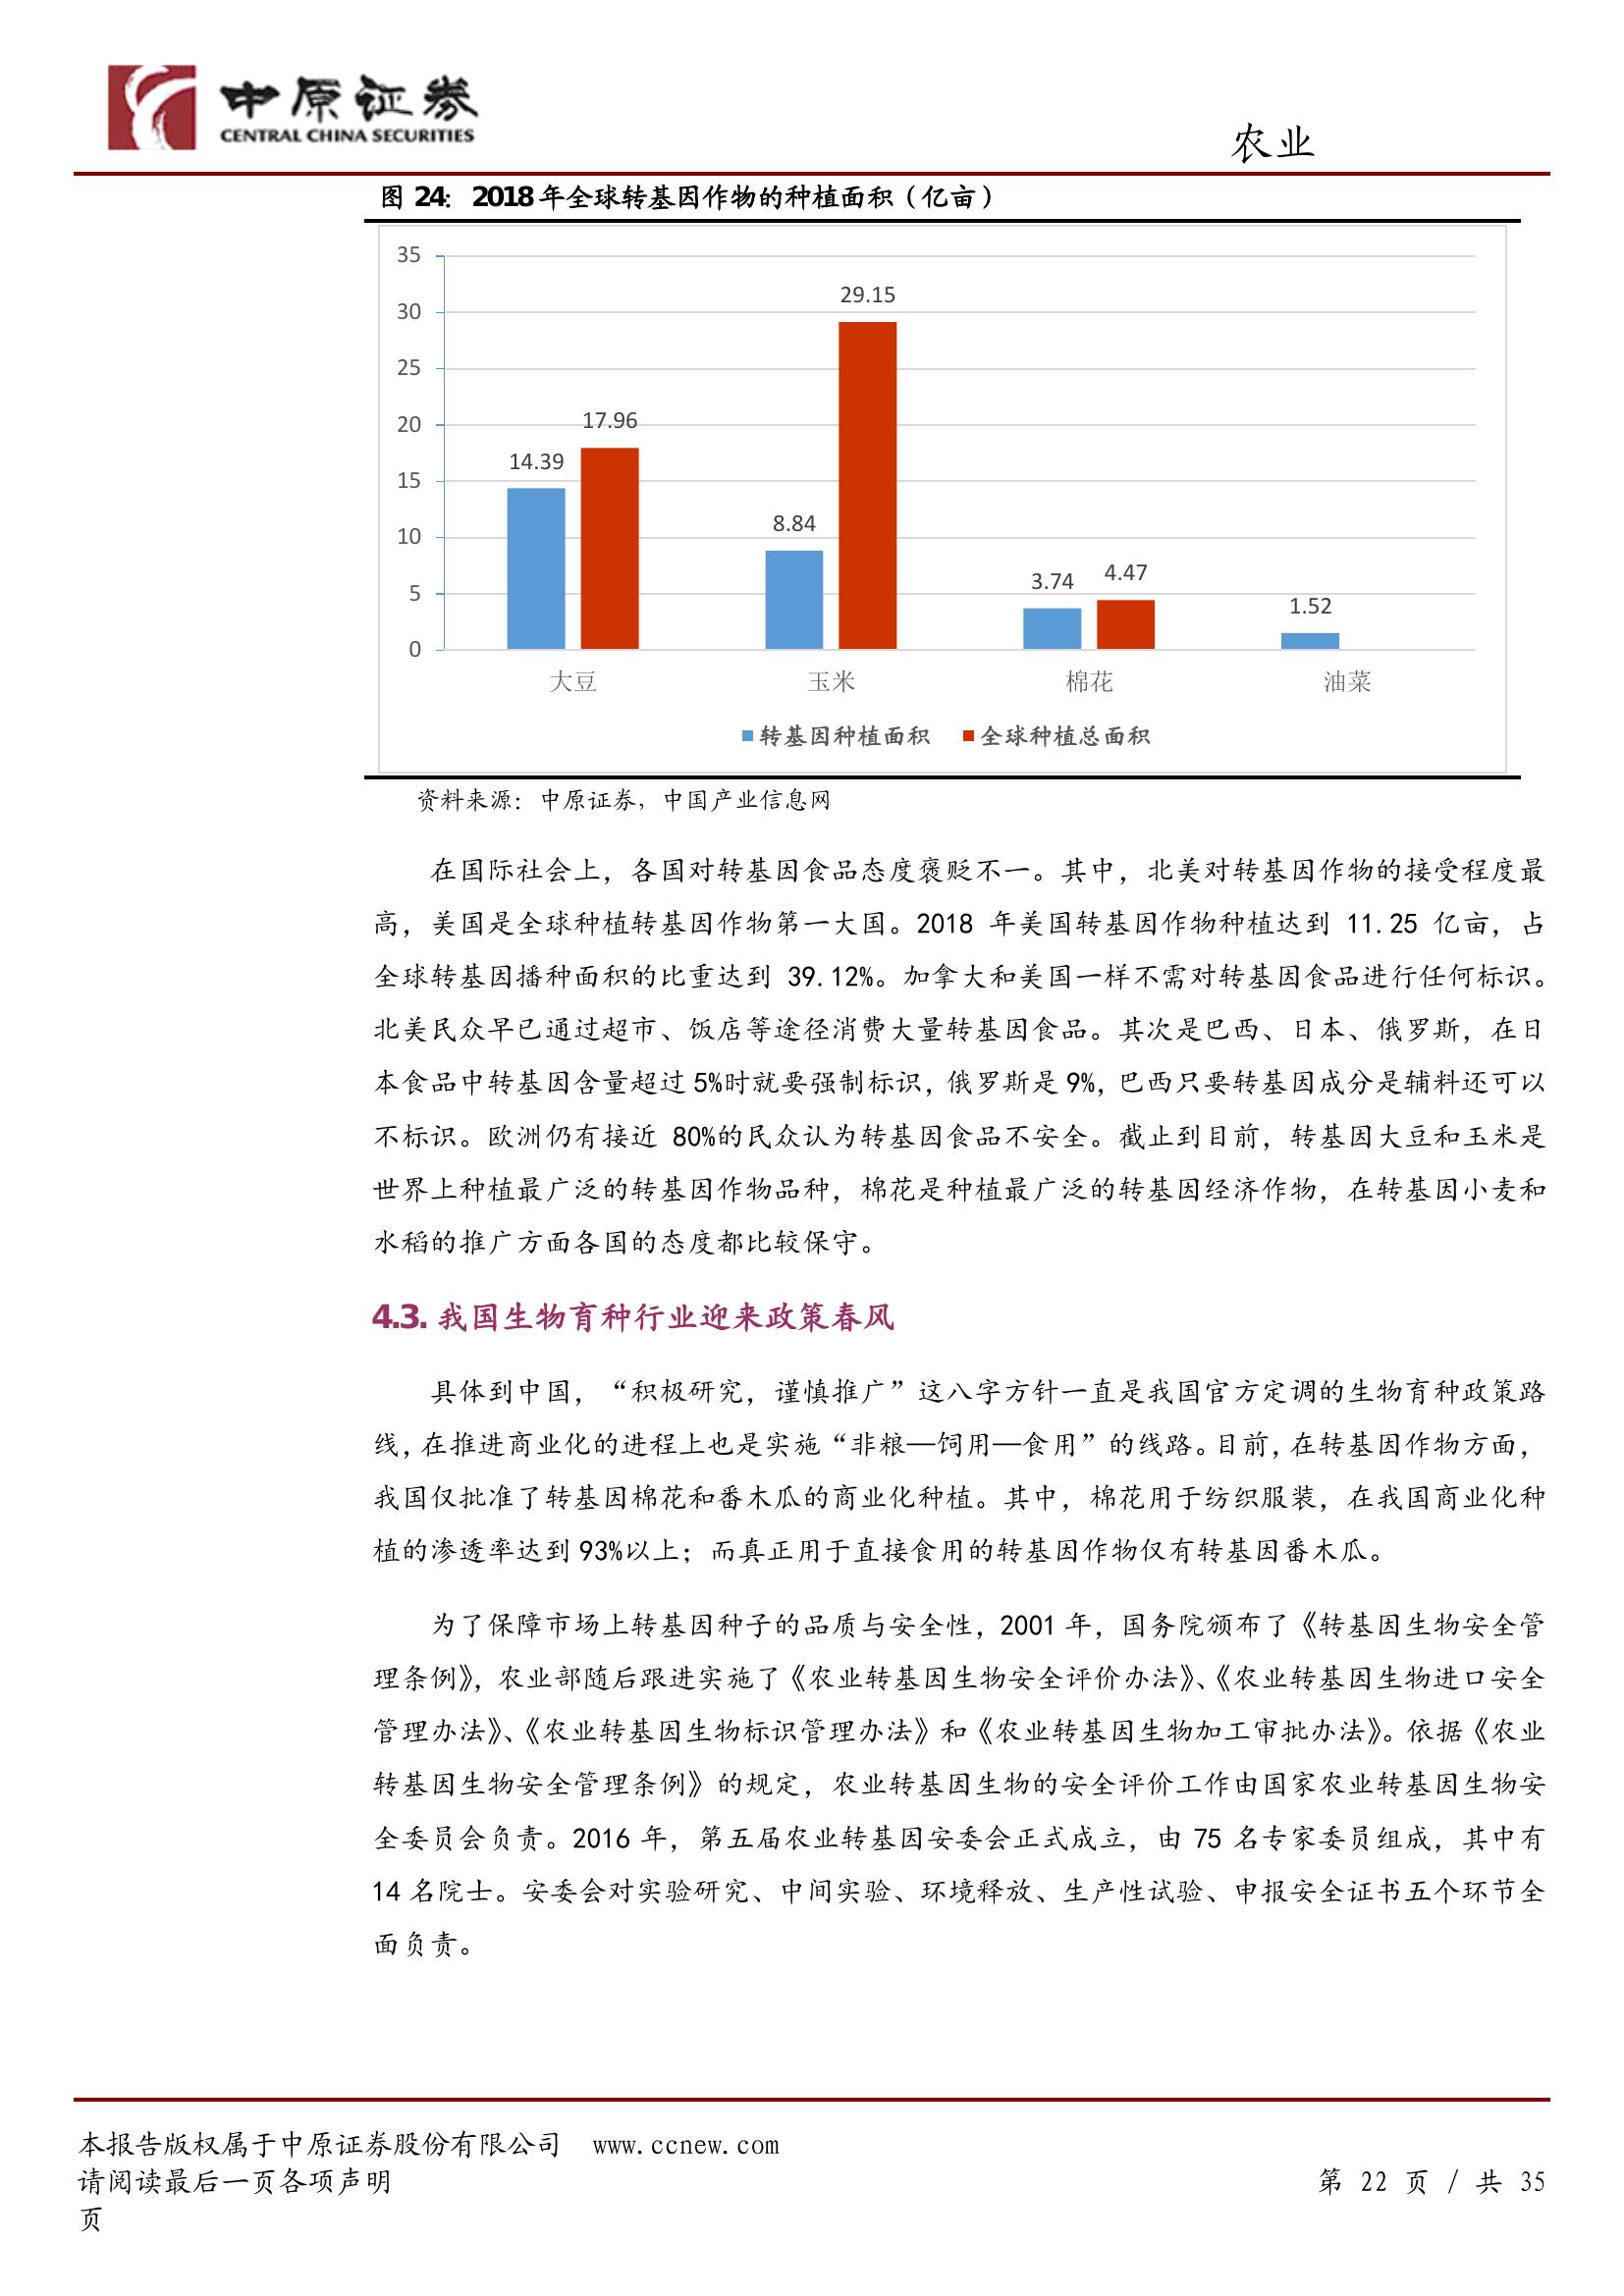 中原证券
CENTRAL CHINA SECURITIES
农业
图 24： 2018 年全球转基因作物的种植面积（亿亩）
35
30
25
20
15
10
5
0
14.39
17.96
8.84
29.15
3.74
4.47
1.52
大豆
玉米
棉花
油菜
转基因种植面积
全球种植总面积
资料来源：中原证券，中国产业信息网
在国际社会上，各国对转基因食品态度褒贬不一。其中，北美对转基因作物的接受程度最
高，美国是全球种植转基因作物第一大国。2018 年美国转基因作物种植达到 11.25 亿亩，占
全球转基因播种面积的比重达到 39.12%。加拿大和美国一样不需对转基因食品进行任何标识。
北美民众早已通过超市、饭店等途径消费大量转基因食品。其次是巴西、日本、俄罗斯，在日
本食品中转基因含量超过 5%时就要强制标识，俄罗斯是 9%，巴西只要转基因成分是辅料还可以
不标识。欧洲仍有接近 80%的民众认为转基因食品不安全。截止到目前，转基因大豆和玉米是
世界上种植最广泛的转基因作物品种，棉花是种植最广泛的转基因经济作物，在转基因小麦和
水稻的推广方面各国的态度都比较保守。
4.3. 我国生物育种行业迎来政策春风
具体到中国，“积极研究，谨慎推广”这八字方针一直是我国官方定调的生物育种政策路
线，在推进商业化的进程上也是实施“非粮—饲用—食用”的线路。目前，在转基因作物方面，
我国仅批准了转基因棉花和番木瓜的商业化种植。其中，棉花用于纺织服装，在我国商业化种
植的渗透率达到 93%以上；而真正用于直接食用的转基因作物仅有转基因番木瓜。
为了保障市场上转基因种子的品质与安全性，2001 年，国务院颁布了《转基因生物安全管
理条例》，农业部随后跟进实施了《农业转基因生物安全评价办法》、《农业转基因生物进口安全
管理办法》、《农业转基因生物标识管理办法》和《农业转基因生物加工审批办法》。依据《农业
转基因生物安全管理条例》的规定，农业转基因生物的安全评价工作由国家农业转基因生物安
全委员会负责。2016 年，第五届农业转基因安委会正式成立，由 75 名专家委员组成，其中有
14 名院士。安委会对实验研究、中间实验、环境释放、生产性试验、申报安全证书五个环节全
面负责。
本报告版权属于中原证券股份有限公司 www.ccnew.com
请阅读最后一页各项声明
第 22 页 / 共 35
页